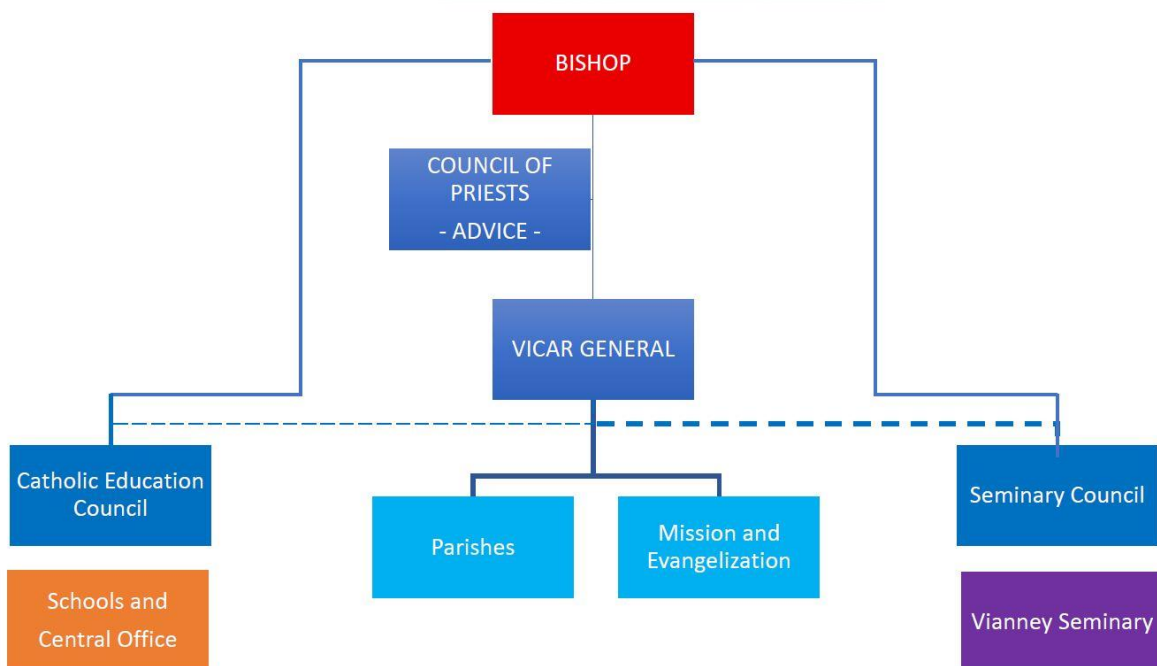 BISHOP
COUNCIL OF
PRIESTS
- ADVICE -
VICAR GENERAL
Catholic Education
Council
Seminary Council
Parishes
Mission and
Evangelization
Schools and
Central Office
Vianney Seminary